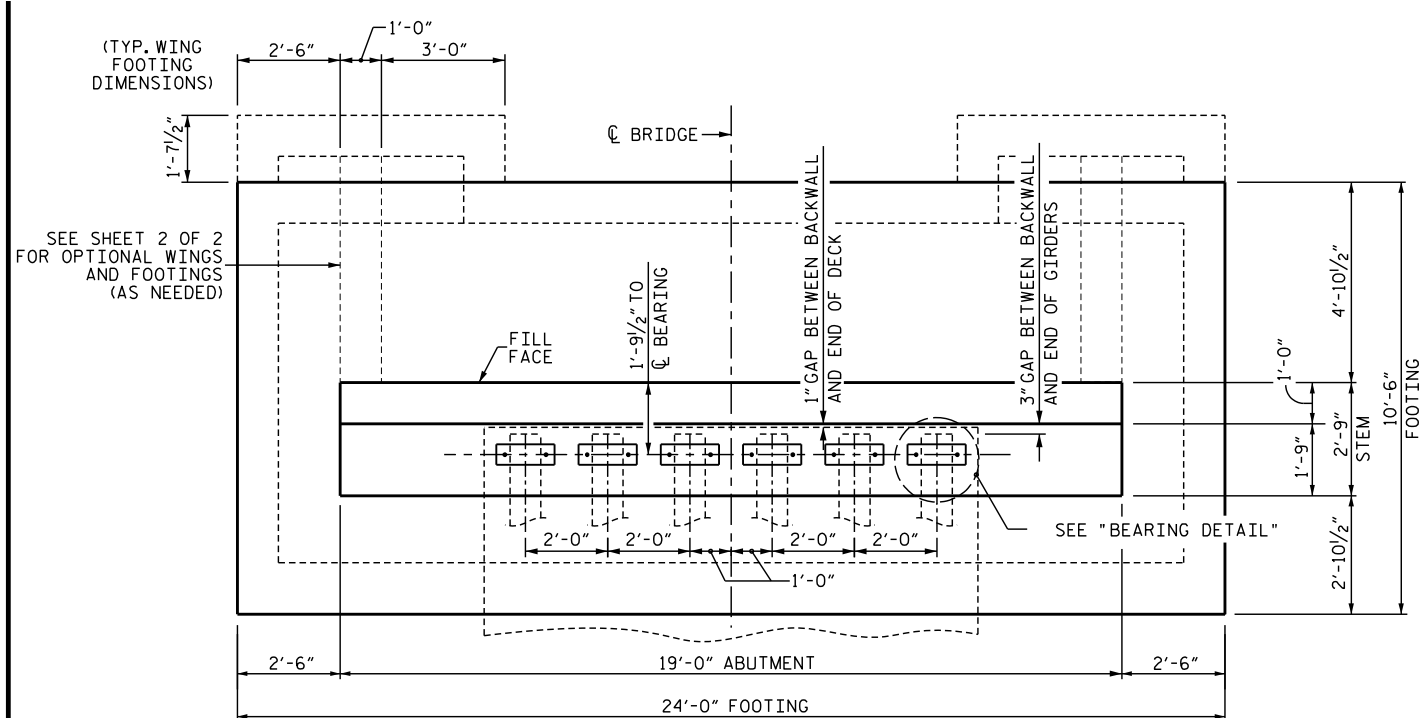 1'-0"
(TYP. WING
FOOTING
DIMENSIONS)
2'-6"
3'-0"
1'-7½"
℄ BRIDGE
SEE SHEET 2 OF 2
FOR OPTIONAL WINGS
AND FOOTINGS
(AS NEEDED)
FILL
FACE
1'-9½" TO
℄ BEARING
1" GAP BETWEEN BACKWALL
AND END OF DECK
3" GAP BETWEEN BACKWALL
AND END OF GIRDERS
4'-10½"
1'-0"
2'-9"
STEM
1'-9"
10'-6"
FOOTING
2'-10½"
SEE "BEARING DETAIL"
2'-0"
2'-0"
2'-0"
2'-0"
1'-0"
2'-6"
19'-0" ABUTMENT
2'-6"
24'-0" FOOTING